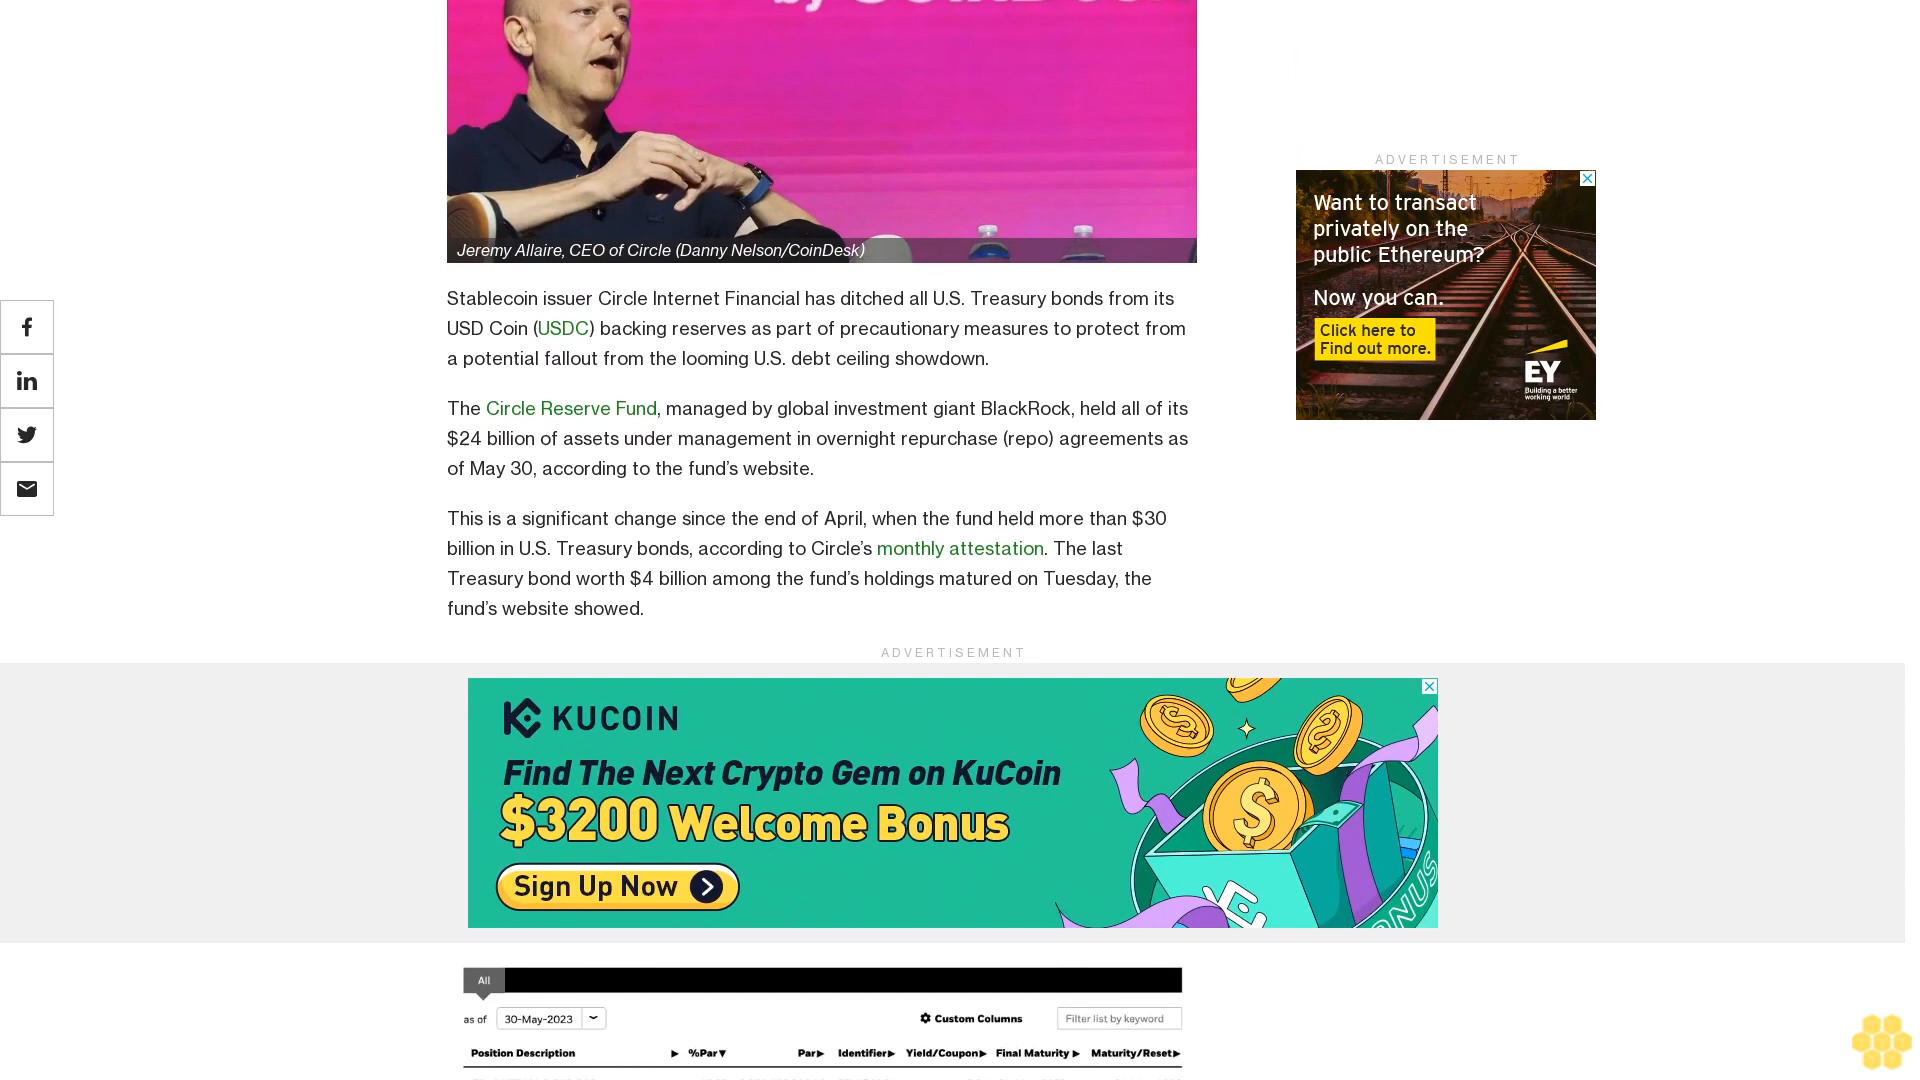 Jeremy Allaire, CEO of Circle (Danny Nelson/CoinDesk)
Stablecoin issuer Circle Internet Financial has ditched all U.S. Treasury bonds from its
USD Coin (USDC) backing reserves as part of precautionary measures to protect from
a potential fallout from the looming U.S. debt ceiling showdown.
The Circle Reserve Fund, managed by global investment giant BlackRock, held all of its
$24 billion of assets under management in overnight repurchase (repo) agreements as
of May 30, according to the fund’s website.
This is a significant change since the end of April, when the fund held more than $30
billion in U.S. Treasury bonds, according to Circle’s monthly attestation. The last
Treasury bond worth $4 billion among the fund’s holdings matured on Tuesday, the
fund’s website showed.
ADVERTISEMENT
Want to transact
privately on the
public Ethereum?
Now you can.
Click here to
Find out more.
EY
Building a better
working world
ADVERTISEMENT
KUCOIN
Find The Next Crypto Gem on KuCoin
$3200 Welcome Bonus
Sign Up Now
BONUS
All
as of 30-May-2023 Custom Columns Filter list by keyword
Position Description %Par Par Identifier Yield/Coupon Final Maturity Maturity/Reset